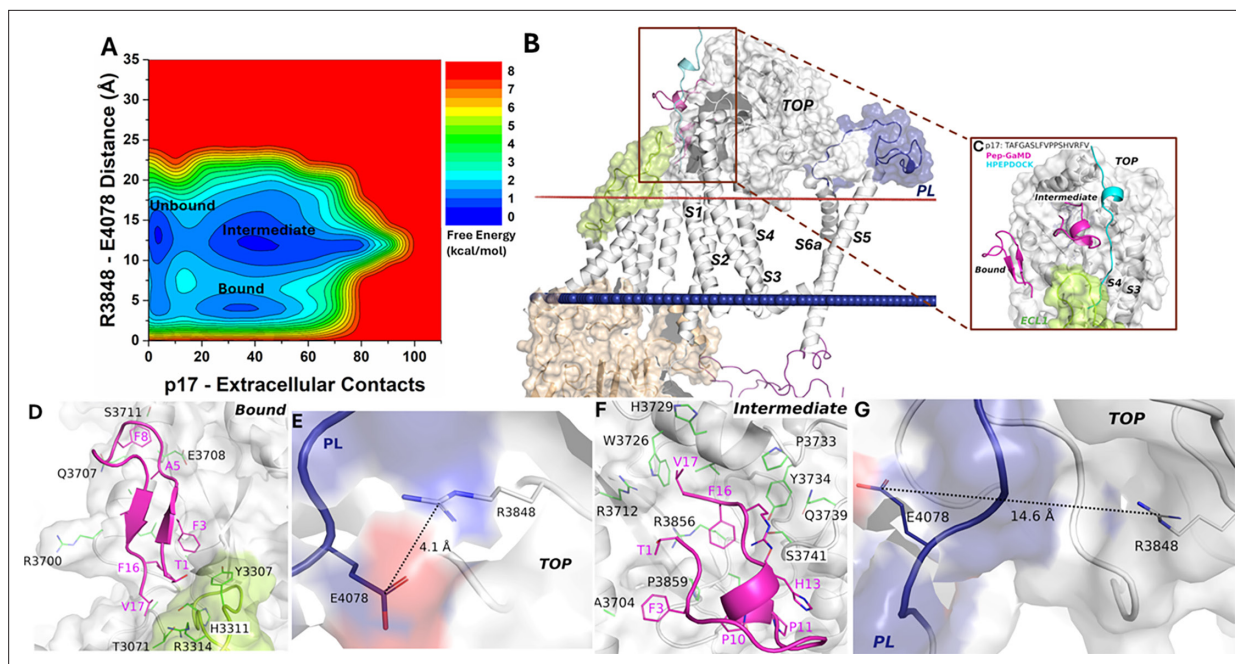 A
R3848 - E4078 Distance (Å)
35
30
25
20
15
10
5
0
0 20 40 60 80 100
p17 - Extracellular Contacts
Unbound
Intermediate
Bound
8
7
6
5
4
3
2
1
0
Free Energy
(kcal/mol)
B
TOP
PL
S1
S2
S4
S3
S6a
S5
C
p17: TAFGASLFVPPSHVRFV
Pep-GaMD
HPEPDOCK
TOP
Intermediate
Bound
S4
S3
ECL1
D
Bound
S3711
F8
A5
E3708
Q3707
F3
R3700
T1
F16
Y3307
V17
H3311
T3071
R3314
E
PL
R3848
4.1 Å
E4078
TOP
F
Intermediate
H3729
W3726
P3733
V17
Y3734
F16
R3712
Q3739
R3856
T1
S3741
P3859
H13
A3704
F3
P11
P10
G
TOP
E4078
14.6 Å
R3848
PL